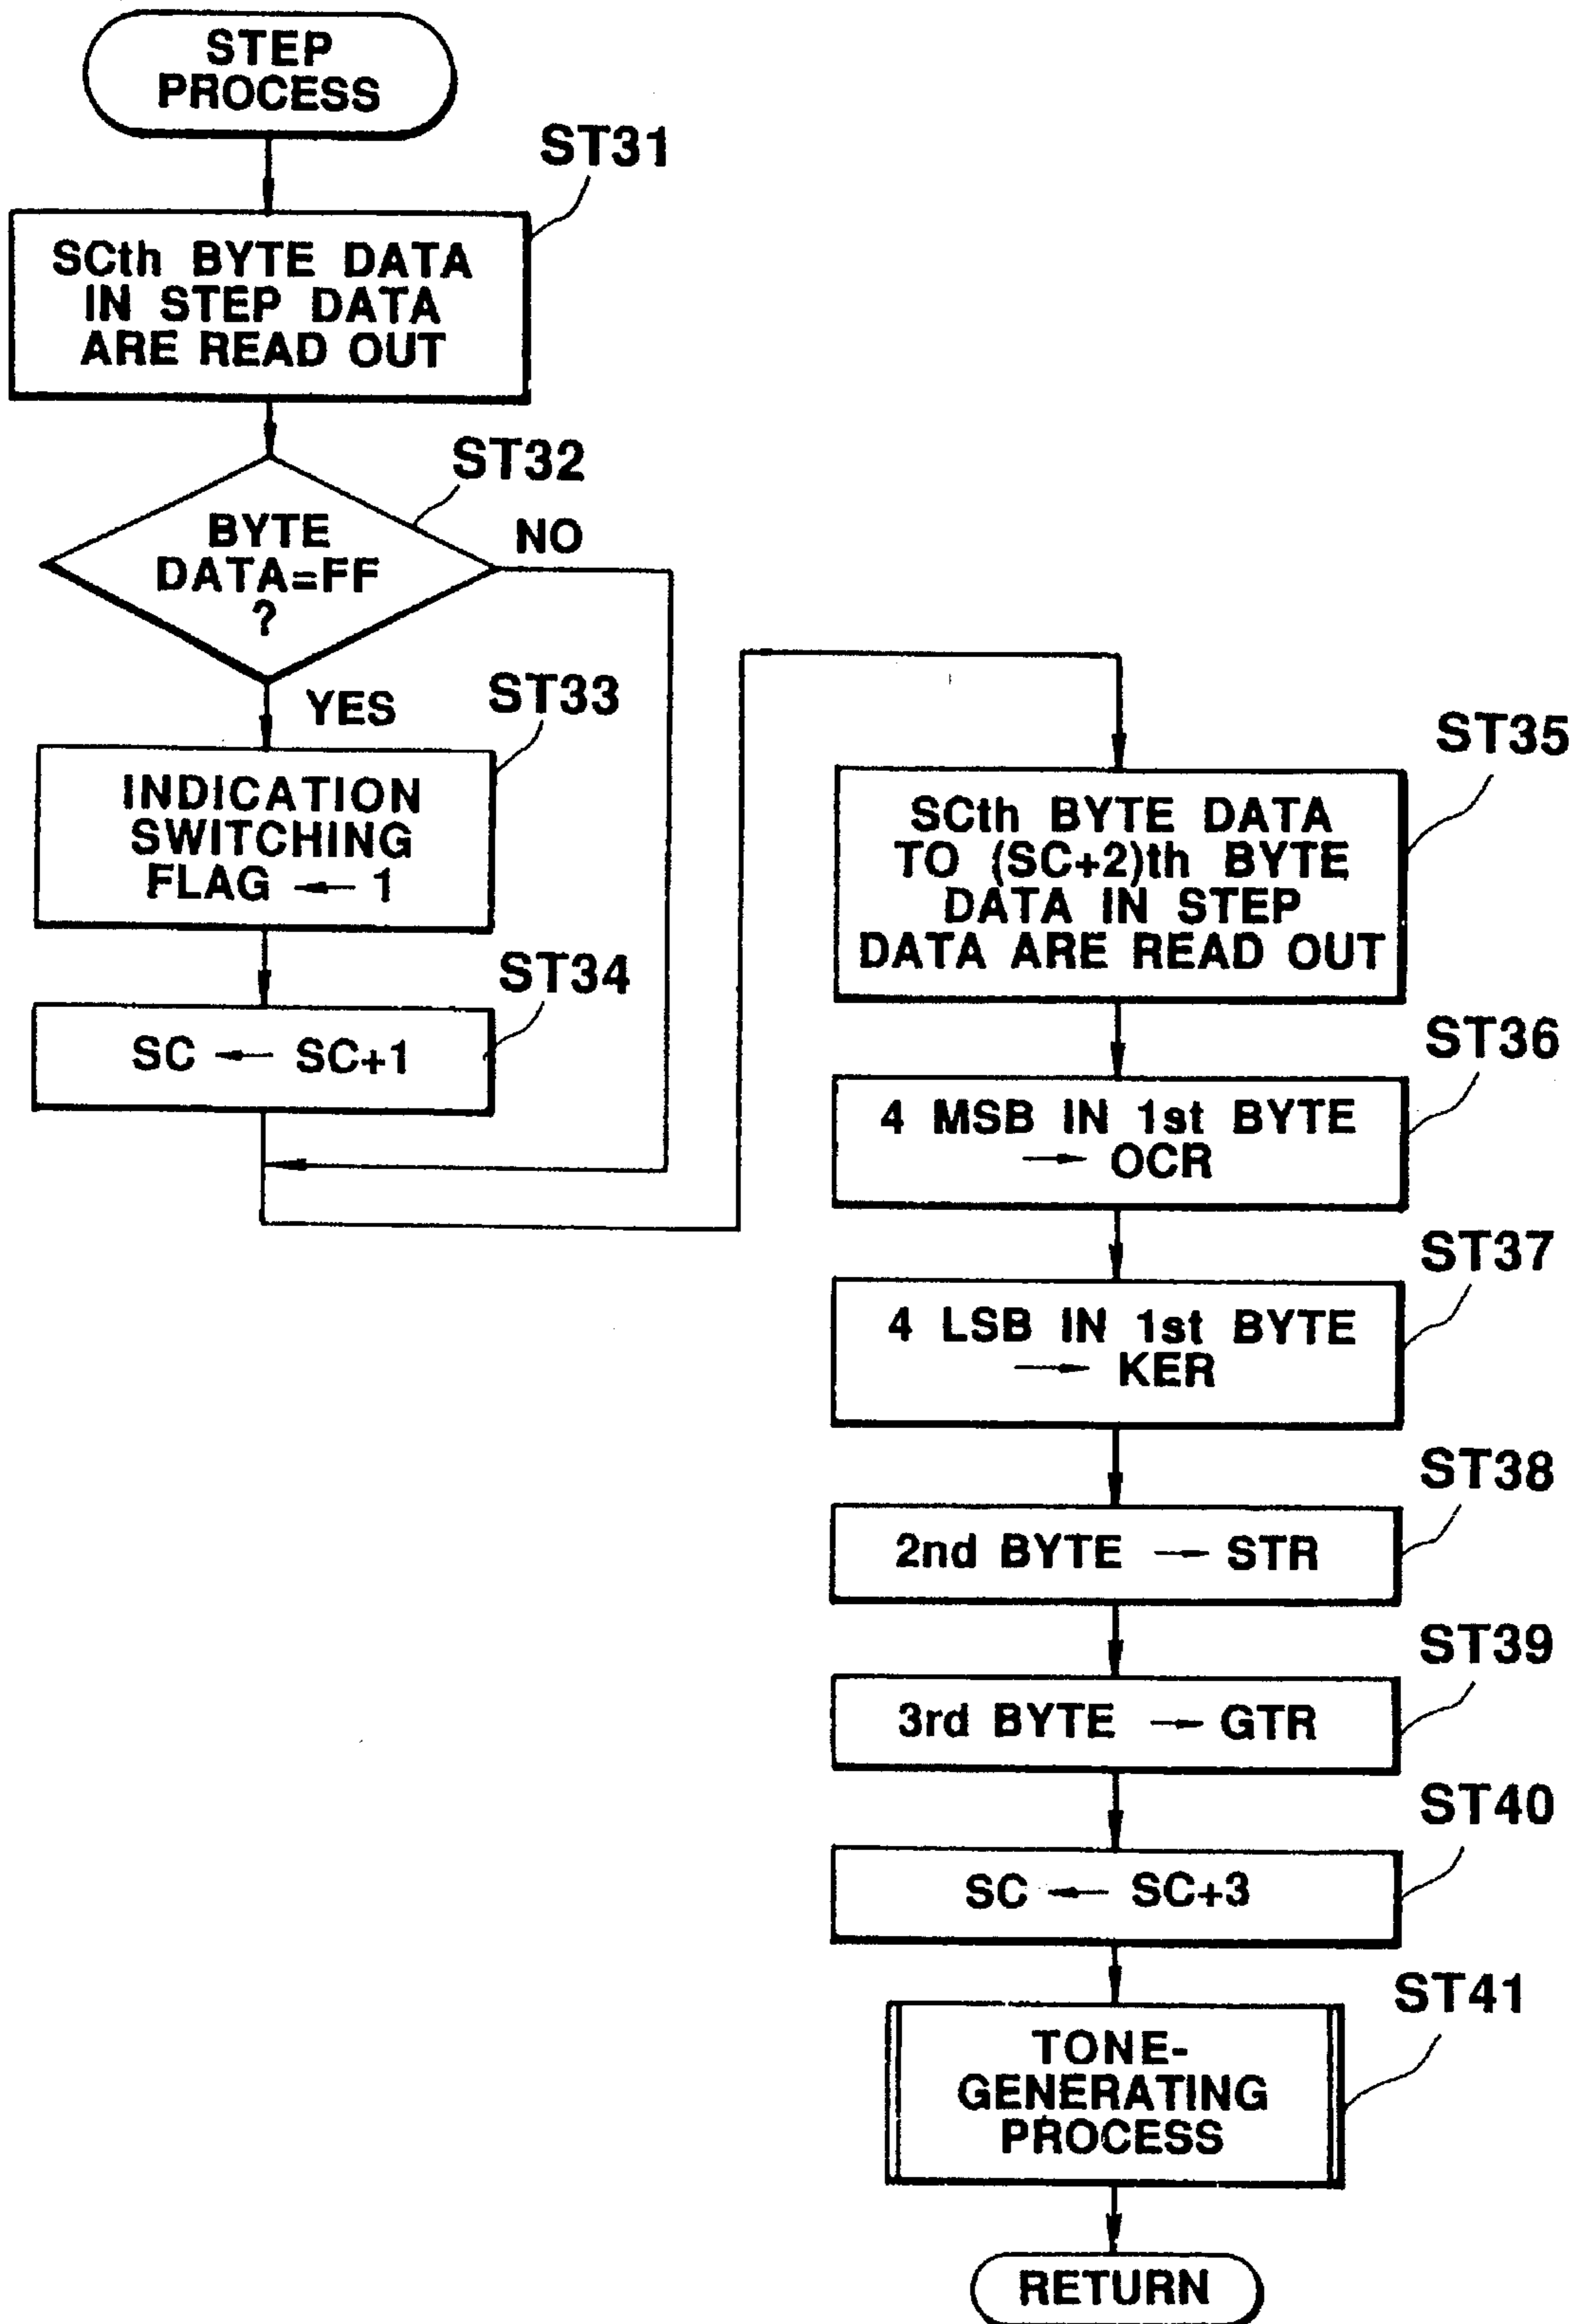 STEP
PROCESS
ST31
SCth BYTE DATA
IN STEP DATA
ARE READ OUT
ST32
BYTE
DATA=FF
?
NO
YES
ST33
INDICATION
SWITCHING
FLAG ← 1
ST34
SC ← SC+1
ST35
SCth BYTE DATA
TO (SC+2)th BYTE
DATA IN STEP
DATA ARE READ OUT
ST36
4 MSB IN 1st BYTE
→ OCR
ST37
4 LSB IN 1st BYTE
→ KER
ST38
2nd BYTE → STR
ST39
3rd BYTE → GTR
ST40
SC ← SC+3
ST41
TONE-
GENERATING
PROCESS
RETURN